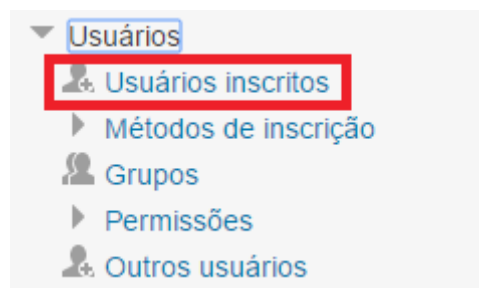 Usuários
Usuários inscritos
Métodos de inscrição
Grupos
Permissões
Outros usuários